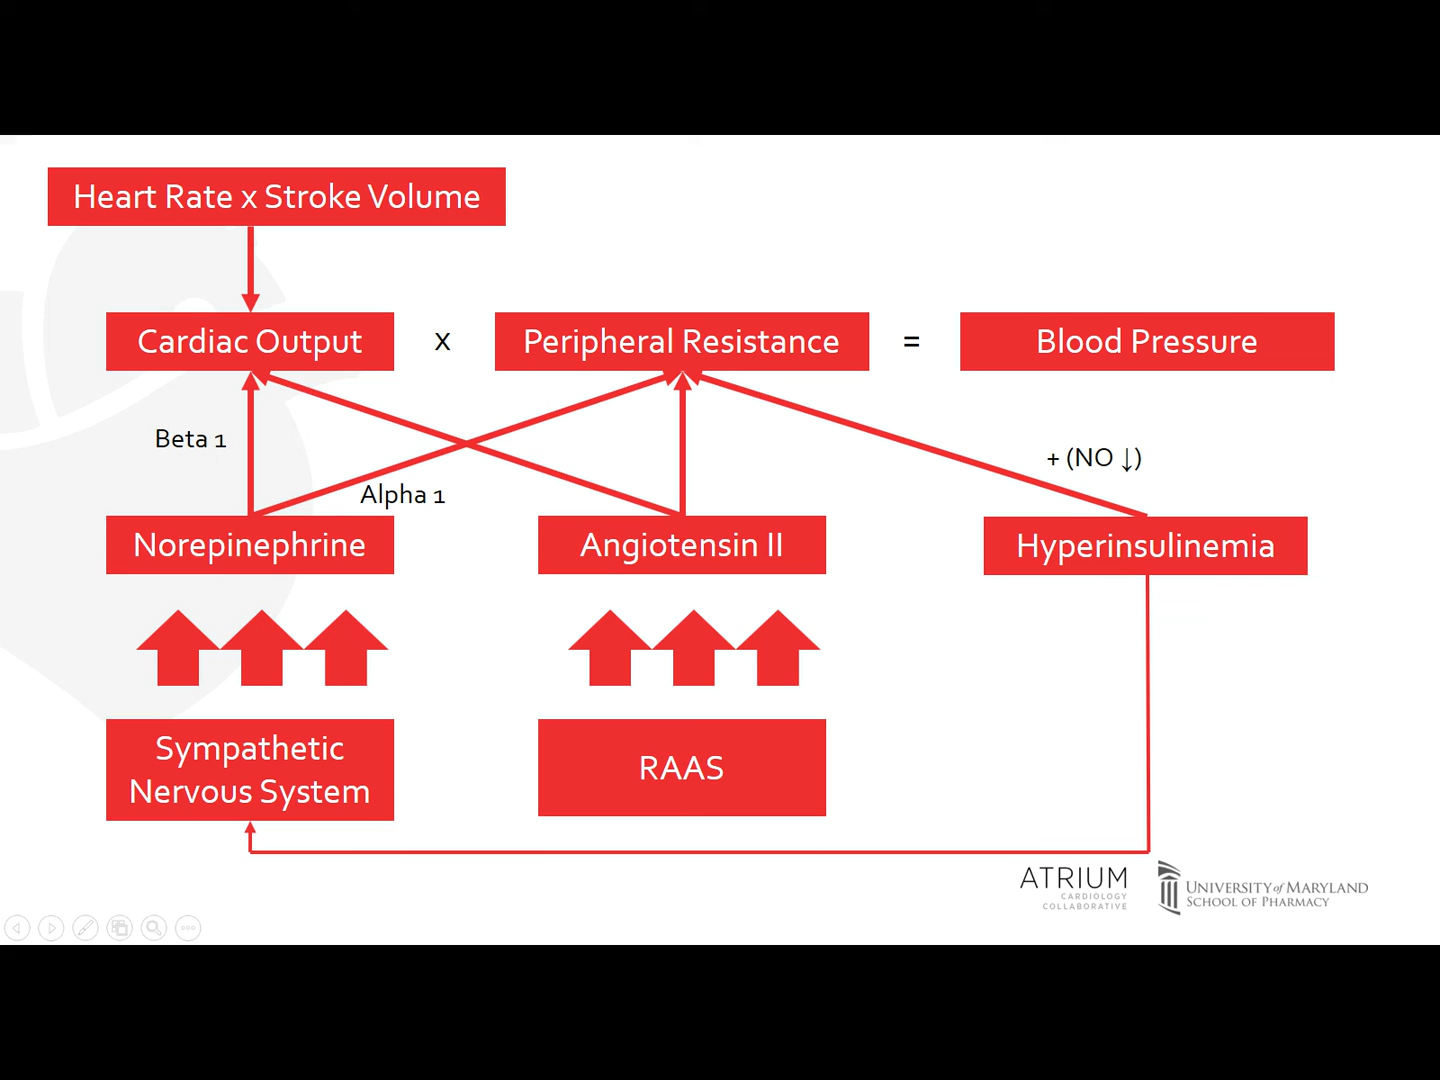 Heart Rate x Stroke Volume
Cardiac Output x Peripheral Resistance = Blood Pressure
Beta 1
+ (NO ↓)
Alpha 1
Norepinephrine
Angiotensin II
Hyperinsulinemia
Sympathetic
Nervous System
RAAS
ATRIUM
CARDIOLOGY
COLLABORATIVE
UNIVERSITY of MARYLAND
SCHOOL OF PHARMACY